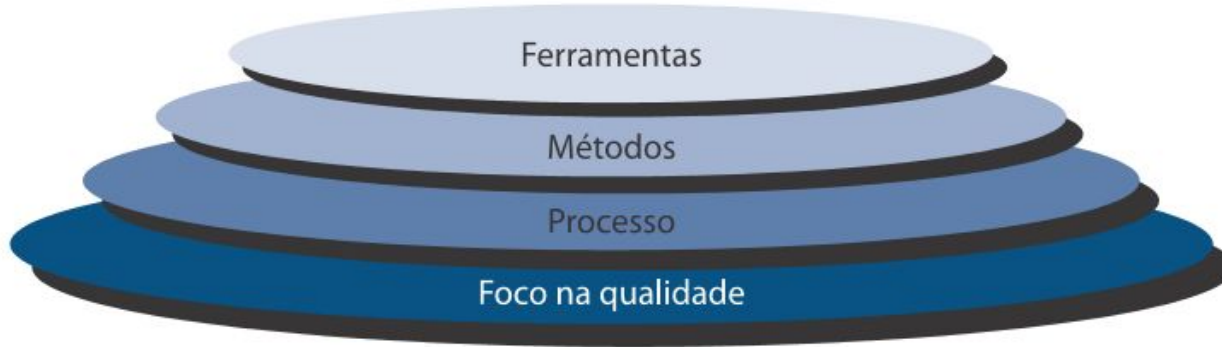 Ferramentas
Métodos
Processo
Foco na qualidade